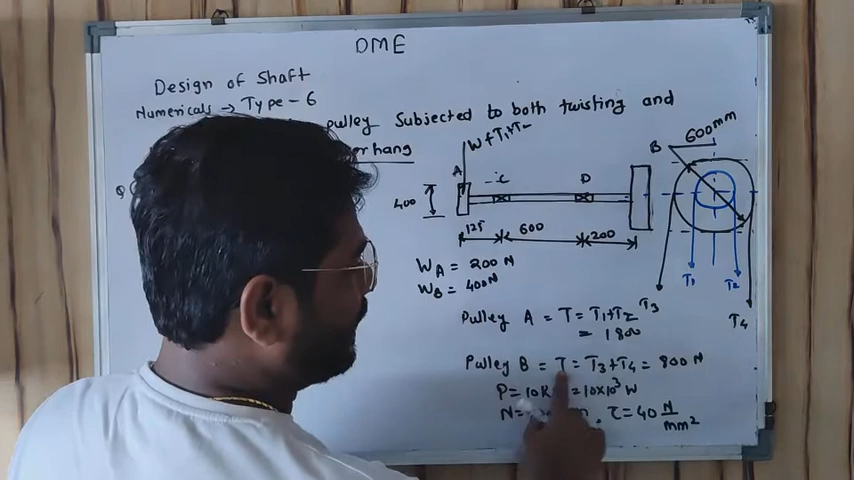 DME
Design of Shaft
Numericals → Type - 6
pulley Subjected to both twisting and
hang
Q
W+T1+T2
A
C
D
400
125
600
200
B
600mm
T1
T2
T3
T4
WA = 200 N
WB = 400N
Pulley A = T = T1+T2
= 1800
Pulley B = T = T3+T4 = 800 N
P= 10K = 10x10³ W
N= τ = 40 N/mm²